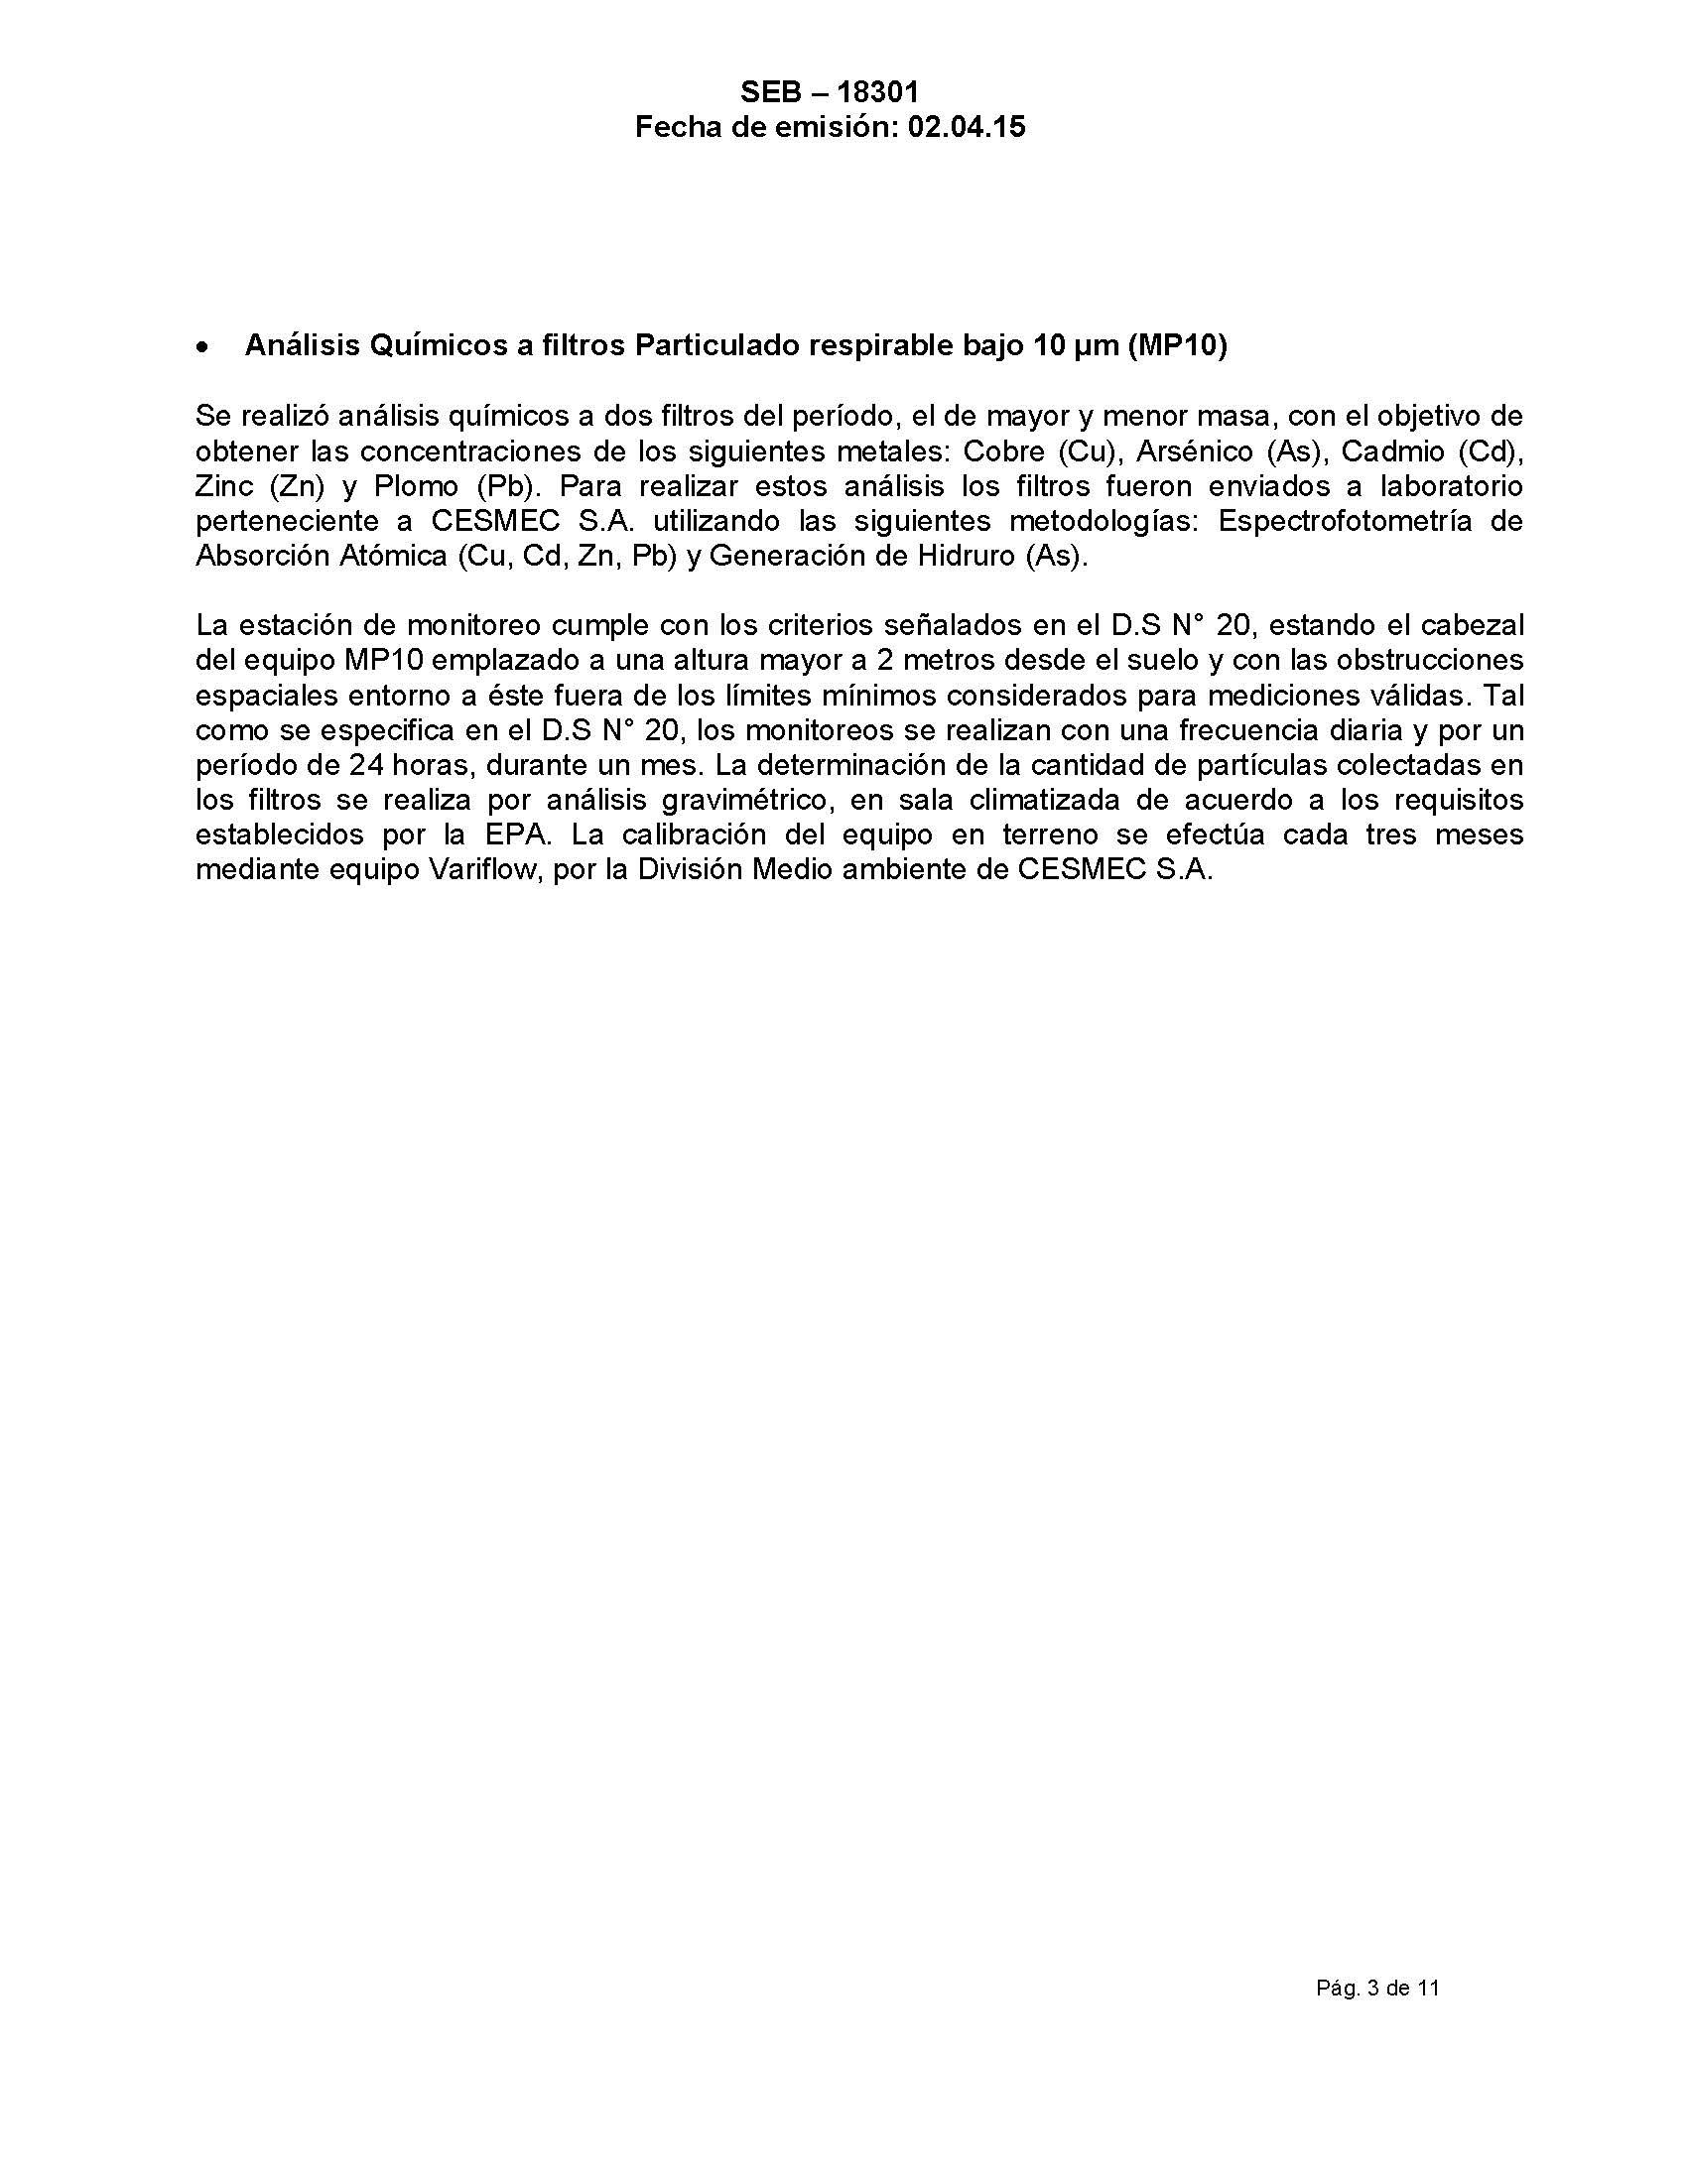 SEB – 18301
Fecha de emisión: 02.04.15
• Análisis Químicos a filtros Particulado respirable bajo 10 µm (MP10)
Se realizó análisis químicos a dos filtros del período, el de mayor y menor masa, con el objetivo de
obtener las concentraciones de los siguientes metales: Cobre (Cu), Arsénico (As), Cadmio (Cd),
Zinc (Zn) y Plomo (Pb). Para realizar estos análisis los filtros fueron enviados a laboratorio
perteneciente a CESMEC S.A. utilizando las siguientes metodologías: Espectrofotometría de
Absorción Atómica (Cu, Cd, Zn, Pb) y Generación de Hidruro (As).
La estación de monitoreo cumple con los criterios señalados en el D.S N° 20, estando el cabezal
del equipo MP10 emplazado a una altura mayor a 2 metros desde el suelo y con las obstrucciones
espaciales entorno a éste fuera de los límites mínimos considerados para mediciones válidas. Tal
como se especifica en el D.S N° 20, los monitoreos se realizan con una frecuencia diaria y por un
período de 24 horas, durante un mes. La determinación de la cantidad de partículas colectadas en
los filtros se realiza por análisis gravimétrico, en sala climatizada de acuerdo a los requisitos
establecidos por la EPA. La calibración del equipo en terreno se efectúa cada tres meses
mediante equipo Variflow, por la División Medio ambiente de CESMEC S.A.
Pág. 3 de 11